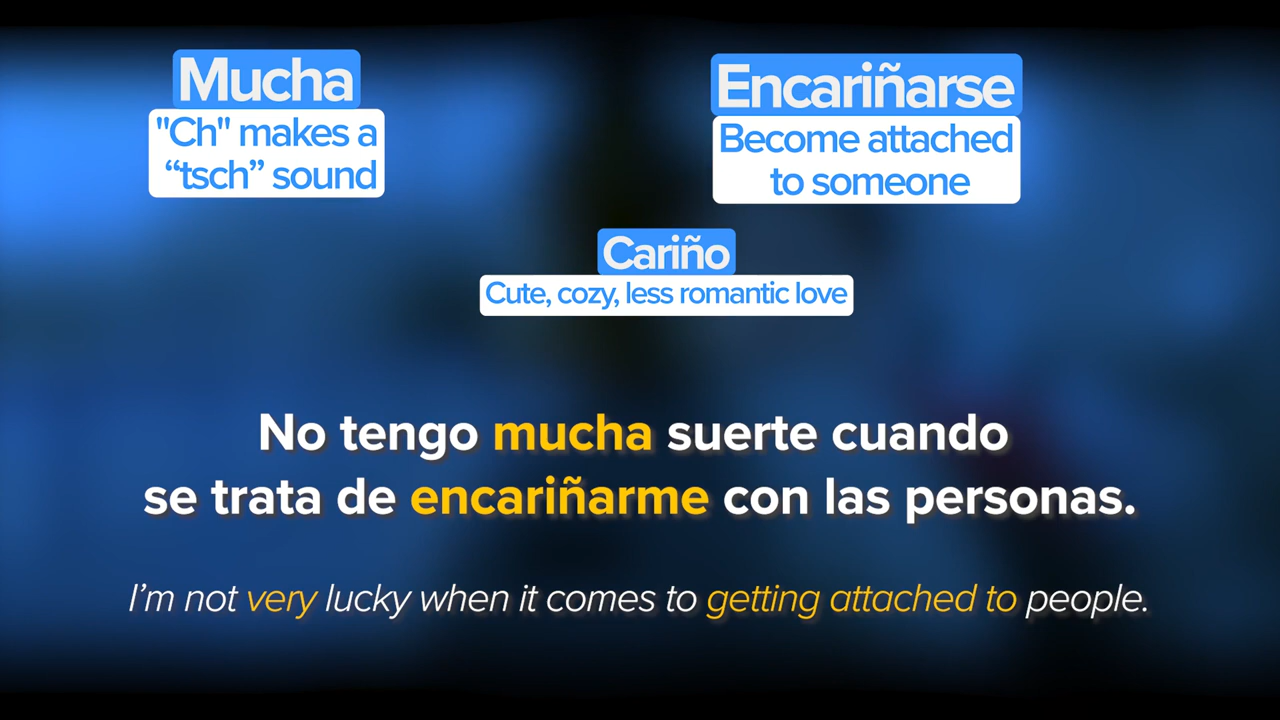 Mucha
"Ch" makes a
“tsch” sound
Encariñarse
Become attached
to someone
Cariño
Cute, cozy, less romantic love
No tengo mucha suerte cuando
se trata de encariñarme con las personas.
I’m not very lucky when it comes to getting attached to people.